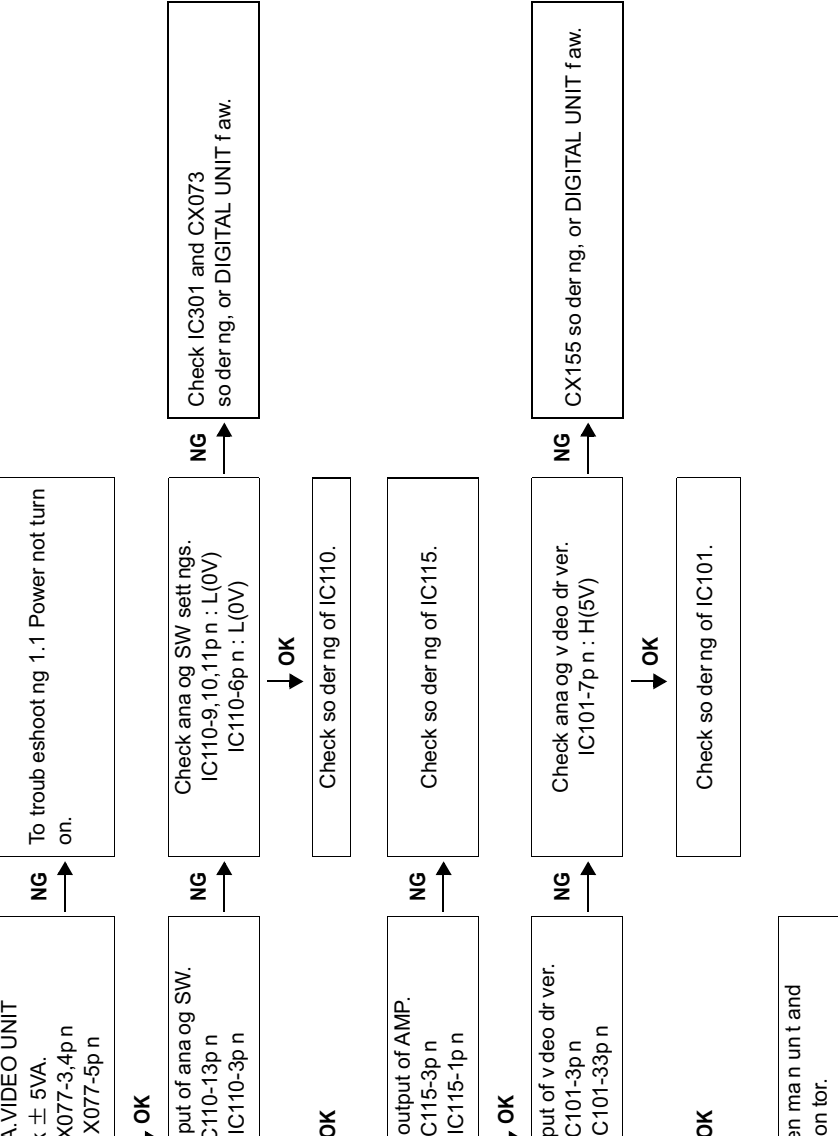 A.VIDEO UNIT
± 5VA.
X077-3,4p n
X077-5p n
NG
To troub eshoot ng 1.1 Power not turn
on.
OK
put of ana og SW.
C110-13p n
IC110-3p n
NG
Check ana og SW sett ngs.
IC110-9,10,11p n : L(0V)
IC110-6p n : L(0V)
NG
Check IC301 and CX073
so der ng, or DIGITAL UNIT f aw.
OK
Check so der ng of IC110.
OK
output of AMP.
C115-3p n
IC115-1p n
NG
Check so der ng of IC115.
OK
put of v deo dr ver.
C101-3p n
C101-33p n
NG
Check ana og v deo dr ver.
IC101-7p n : H(5V)
NG
CX155 so der ng, or DIGITAL UNIT f aw.
OK
Check so der ng of IC101.
OK
en ma n un t and
on tor.